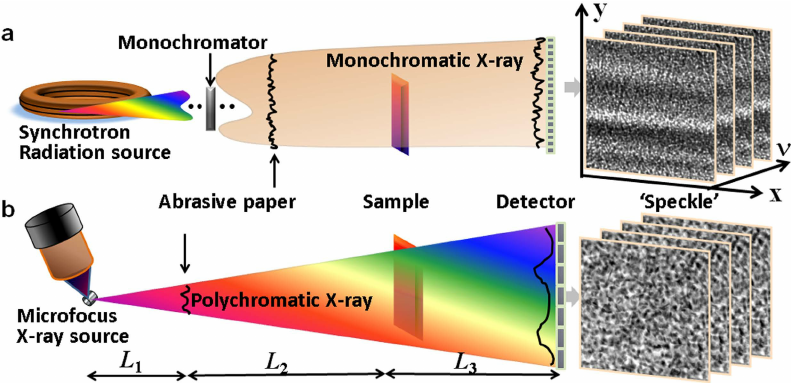 a
Monochromator
Monochromatic X-ray
Synchrotron
Radiation source
y
ν
x
Abrasive paper
Sample
Detector
'Speckle'
b
Polychromatic X-ray
Microfocus
X-ray source
L1
L2
L3